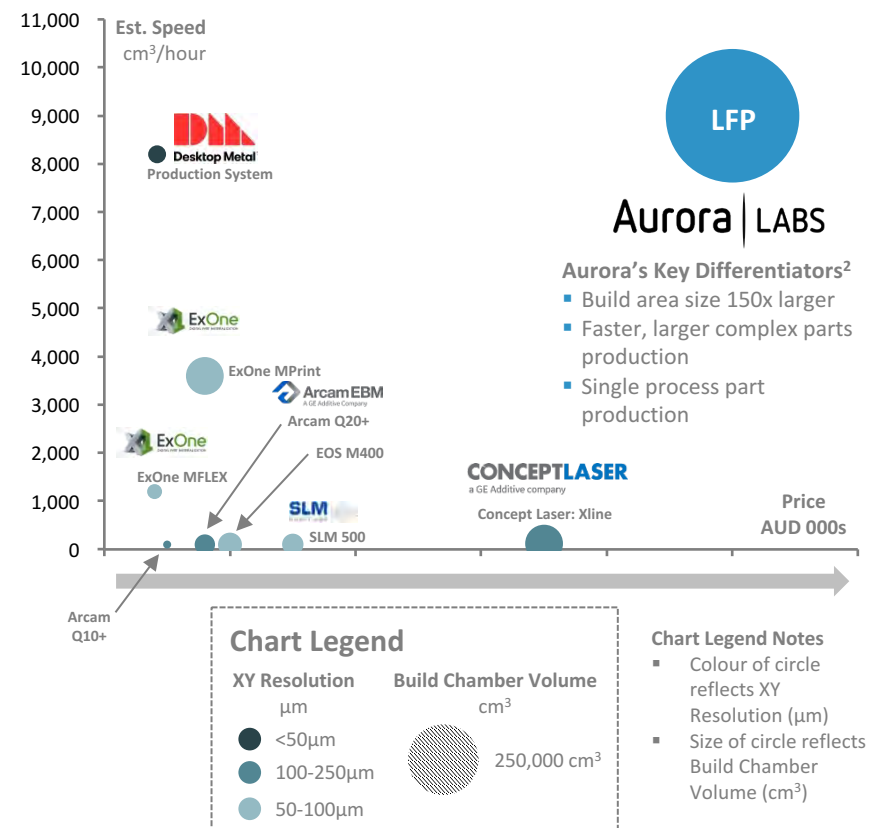 11,000
Est. Speed
cm³/hour
10,000
9,000
LFP
8,000
Desktop Metal
Production System
7,000
Aurora LABS
6,000
Aurora's Key Differentiators²
▪ Build area size 150x larger
▪ Faster, larger complex parts
production
▪ Single process part
production
5,000
ExOne
4,000
ExOne MPrint
3,000
ArcamEBM
A GE Additive Company
Arcam Q20+
2,000
ExOne
EOS M400
ExOne MFLEX
CONCEPTLASER
a GE Additive company
1,000
SLM
Concept Laser: Xline
SLM 500
Price
AUD 000s
0
Arcam
Q10+
Chart Legend
XY Resolution
µm
<50µm
100-250µm
50-100µm
Build Chamber Volume
cm³
250,000 cm³
Chart Legend Notes
▪ Colour of circle
reflects XY
Resolution (µm)
▪ Size of circle reflects
Build Chamber
Volume (cm³)